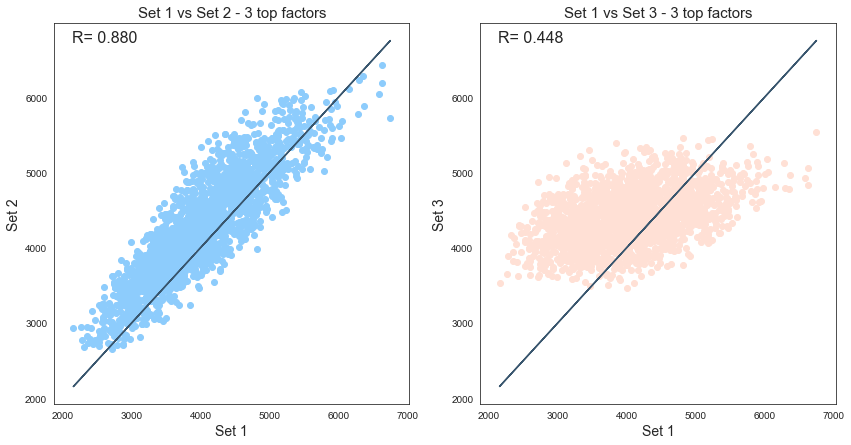 Set 1 vs Set 2 - 3 top factors
R= 0.880
6000
5000
4000
3000
2000
Set 2
2000 3000 4000 5000 6000 7000
Set 1
Set 1 vs Set 3 - 3 top factors
R= 0.448
6000
5000
4000
3000
2000
Set 3
2000 3000 4000 5000 6000 7000
Set 1